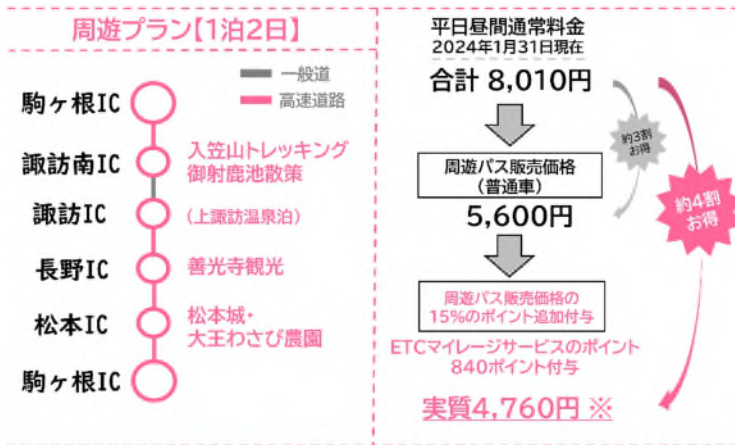 周遊プラン【1泊2日】
一般道
高速道路
駒ヶ根IC
諏訪南IC
入笠山トレッキング
御射鹿池散策
諏訪IC
(上諏訪温泉泊)
長野IC
善光寺観光
松本IC
松本城・
大王わさび農園
駒ヶ根IC
平日昼間通常料金
2024年1月31日現在
合計 8,010円
約3割
お得
周遊パス販売価格
(普通車)
5,600円
約4割
お得
周遊パス販売価格の
15%のポイント追加付与
ETCマイレージサービスのポイント
840ポイント付与
実質4,760円 ※